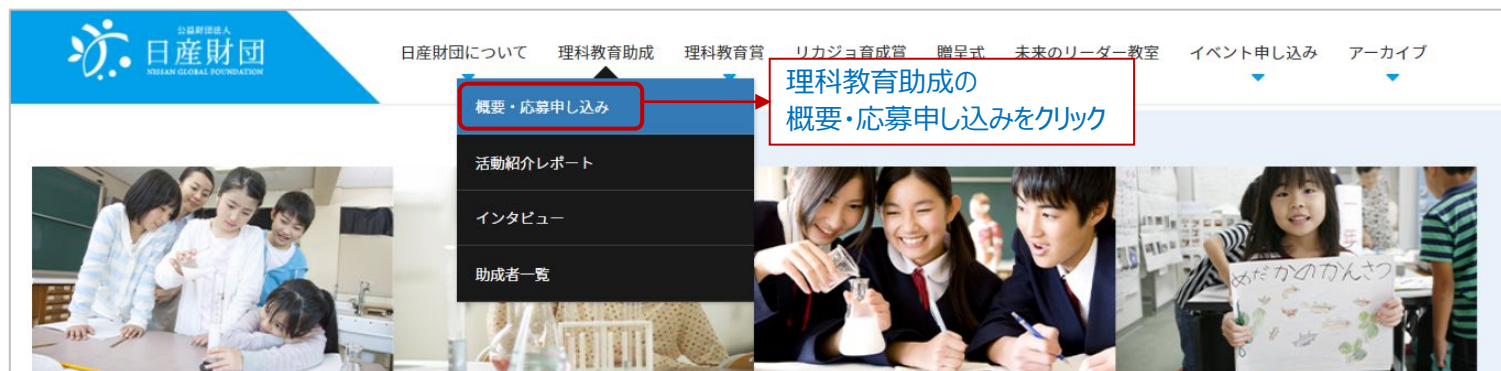 公益財団法人
日産財団
NISSAN GLOBAL FOUNDATION
日産財団について 理科教育助成 理科教育賞 リカジョ育成賞 贈呈式 未来のリーダー教室 イベント申し込み アーカイブ
概要・応募申し込み
理科教育助成の
概要・応募申し込みをクリック
活動紹介レポート
インタビュー
助成者一覧
めだかのかんさつ